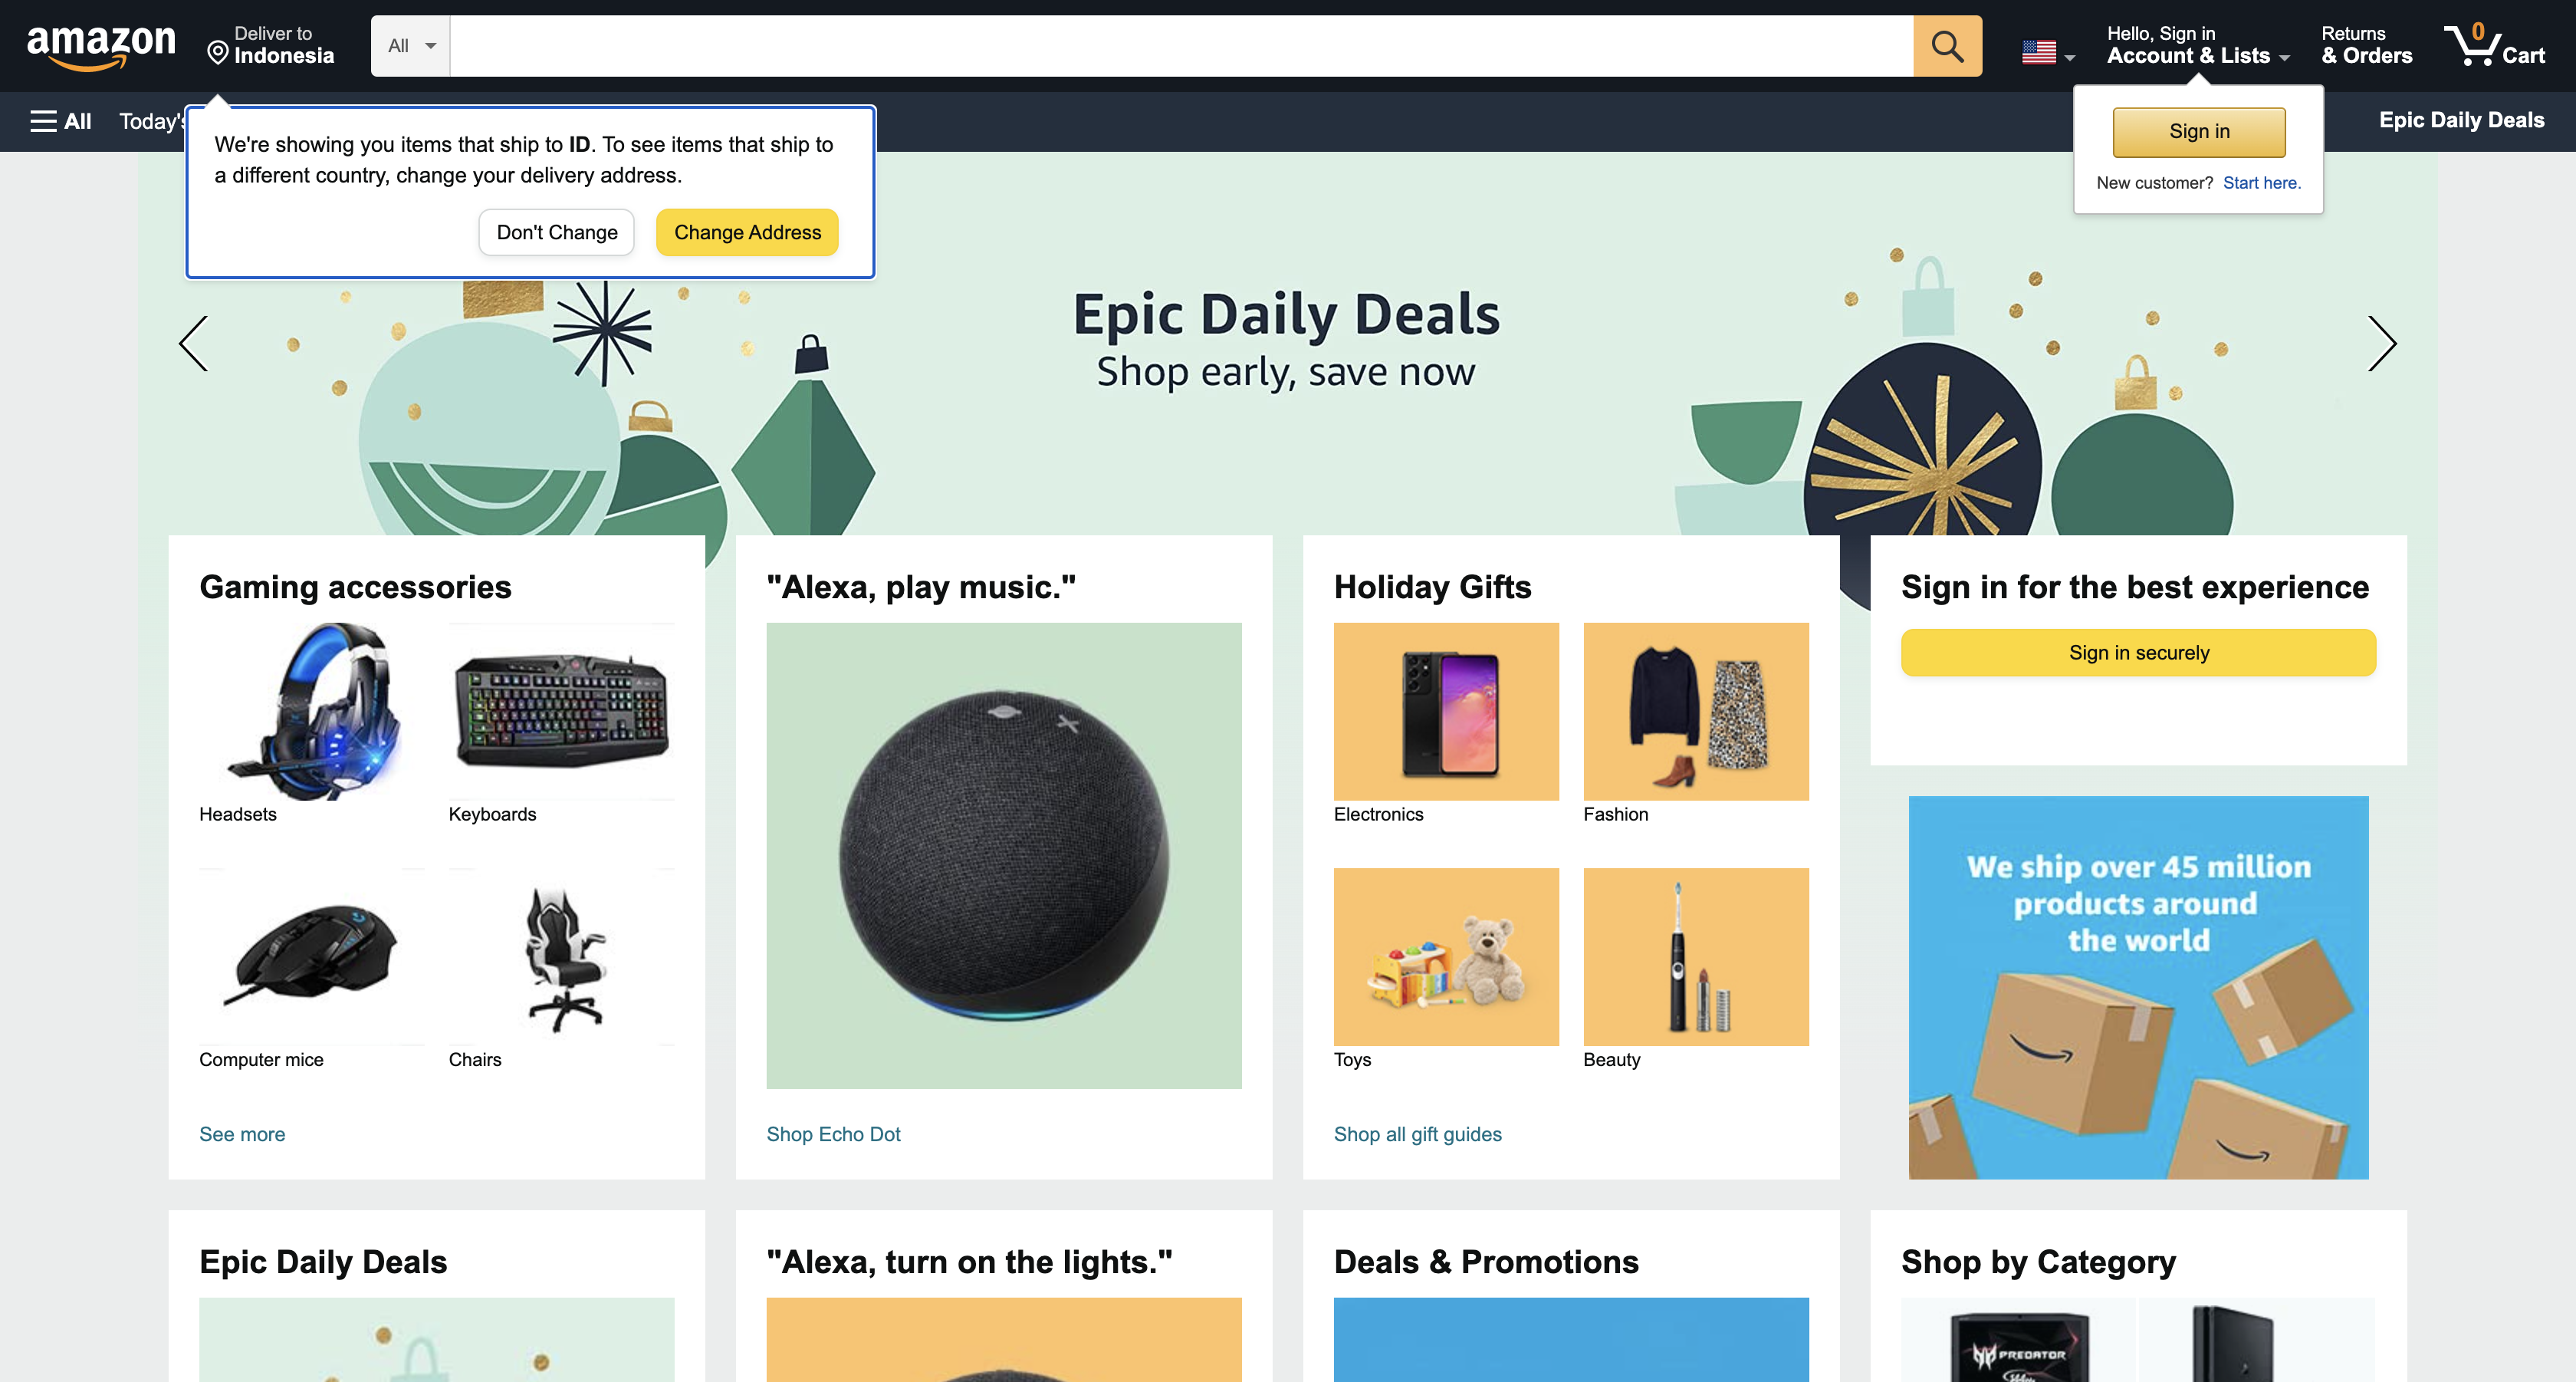 amazon
Deliver to
Indonesia
All
Hello, Sign in
Account & Lists
Returns
& Orders
0
Cart
All
Today's
Epic Daily Deals
We're showing you items that ship to ID. To see items that ship to
a different country, change your delivery address.
Don't Change
Change Address
Sign in
New customer? Start here.
Epic Daily Deals
Shop early, save now
Gaming accessories
Headsets
Keyboards
Computer mice
Chairs
See more
"Alexa, play music."
Shop Echo Dot
Holiday Gifts
Electronics
Fashion
Toys
Beauty
Shop all gift guides
Sign in for the best experience
Sign in securely
We ship over 45 million
products around
the world
Epic Daily Deals
"Alexa, turn on the lights."
Deals & Promotions
Shop by Category
PREDATOR